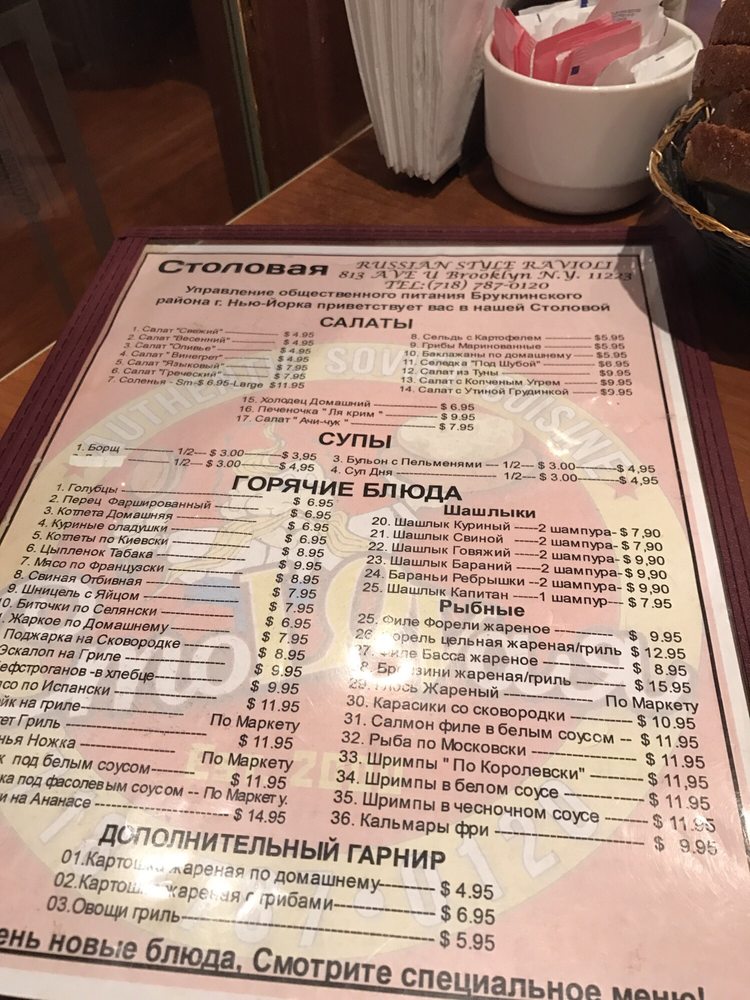 Столовая
RUSSIAN STYLE RAVIOLI
813 AVE U Brooklyn N.Y. 11223
TEL:(718) 787-0120
Управление общественного питания Бруклинского
района г. Нью-Йорка приветствует вас в нашей Столовой
САЛАТЫ
1. Салат "Свежий" $ 4.95
2. Салат "Весенний" $ 4.95
3. Салат "Оливье" $ 4.95
4. Салат "Винегрет" $ 4.95
5. Салат "Языковый" $ 7.95
6. Салат "Греческий" $ 7.95
7. Соленья - Sm-$ 6.95-Large $11.95
8. Сельдь с Картофелем $5.95
9. Грибы Маринованные $5.95
10. Баклажаны по домашнему $5.95
11. Селедка "Под Шубой" $6.95
12. Салат из Туны $9.95
13. Салат с Копченым Угрем $9.95
14. Салат с Утиной Грудинкой $9.95
15. Холодец Домашний $ 6.95
16. Печеночка " Ля крим " $ 9.95
17. Салат " Ачи-чук " $ 7.95
СУПЫ
1. Борщ 1/2--- $ 3.00 $ 3,95
1/2--- $ 3.00 $ 4,95
3. Бульон с Пельменями --- 1/2--- $ 3.00 $ 4,95
4. Суп Дня 1/2--- $ 3.00 $ 4.95
ГОРЯЧИЕ БЛЮДА
1. Голубцы $ 6.95
2. Перец Фаршированный $ 6.95
3. Котлета Домашняя $ 6.95
4. Куриные оладушки $ 6.95
5. Котлеты по Киевски $ 8.95
6. Цыпленок Табака $ 9.95
7. Мясо по Французски $ 8.95
8. Свиная Отбивная $ 7.95
9. Шницель с Яйцом $ 7.95
10. Биточки по Селянски $ 6.95
Жаркое по Домашнему $ 7.95
Поджарка на Сковородке $ 8.95
Эскалоп на Гриле $ 9.95
ефстроганов -в хлебце $ 9.95
по Испански $ 11.95
на гриле По Маркету
Гриль $ 11.95
Ножка По Маркету
под белым соусом $ 11.95
под фасолевым соусом -- По Маркету.
на Ананасе $ 14.95
Шашлыки
20. Шашлык Куриный ------2 шампура- $ 7,90
21. Шашлык Свиной ------2 шампура- $ 7,90
22. Шашлык Говяжий ----2 шампура- $ 9,90
23. Шашлык Бараний ----2 шампура- $ 9,90
24. Бараньи Ребрышки --2 шампура- $ 9,90
25. Шашлык Капитан ------1 шампур--- $ 7.95
Рыбные
25. Филе Форели жареное $ 9.95
26. Форель цельная жареная/гриль $ 12.95
27. Филе Басса жареное $ 8.95
жареная/гриль $ 15.95
Жареный По Маркету
30. Карасики со сковородки $ 10.95
31. Салмон филе в белым соусом -- $ 11.95
32. Рыба по Московски $ 11.95
33. Шримпы " По Королевски" $ 11,95
34. Шримпы в белом соусе $ 11.95
35. Шримпы в чесночном соусе $ 11.95
36. Кальмары фри $ 9.95
ДОПОЛНИТЕЛЬНЫЙ ГАРНИР
01.Картошка жареная по домашнему $ 4.95
02.Картошка жареная с грибами $ 6.95
03.Овощи гриль $ 5.95
новые блюда, Смотрите специальное меню!